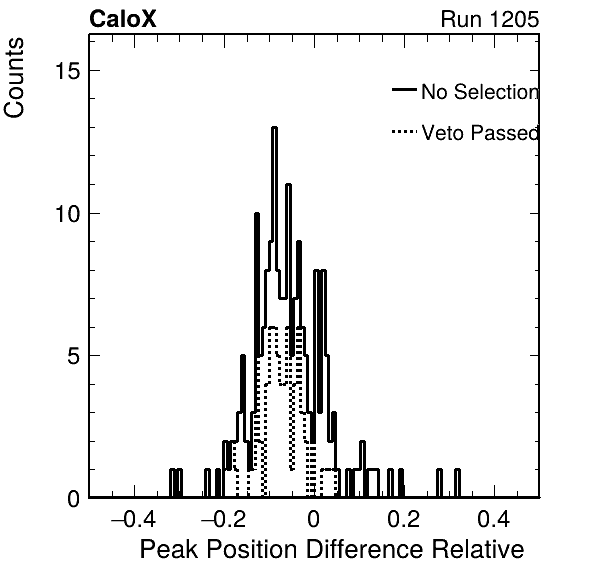 CaloX Run 1205
Counts
15
10
5
0
No Selection
Veto Passed
−0.4 −0.2 0 0.2 0.4
Peak Position Difference Relative